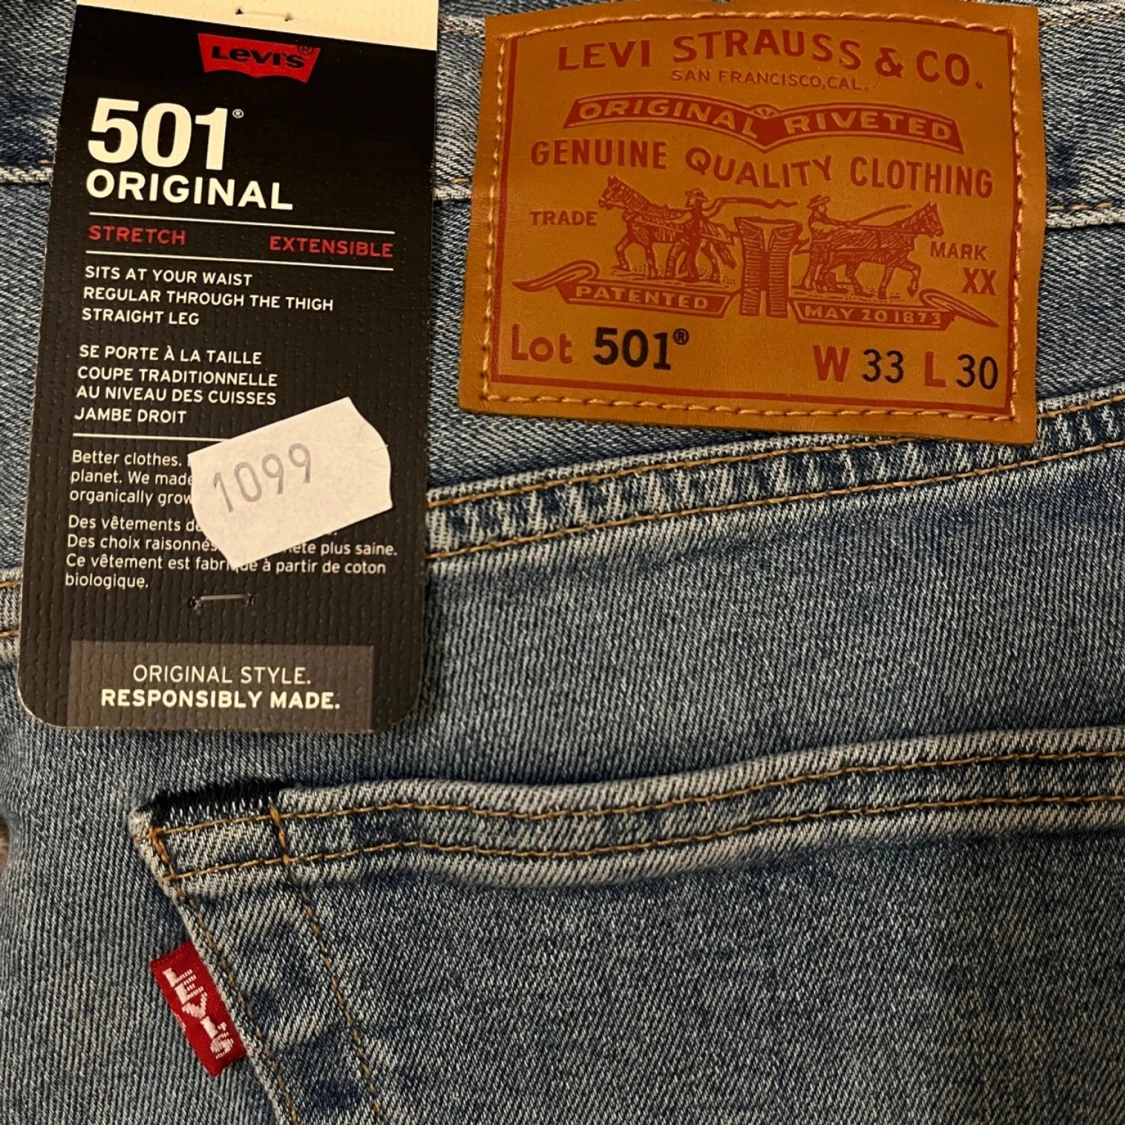 Levi's®
501®
ORIGINAL
STRETCH EXTENSIBLE
SITS AT YOUR WAIST
REGULAR THROUGH THE THIGH
STRAIGHT LEG
SE PORTE À LA TAILLE
COUPE TRADITIONNELLE
AU NIVEAU DES CUISSES
JAMBE DROIT
Better clothes.
planet. We made
organically
Des vêtements
Des choix raisonnés plus saine.
Ce vêtement est fabriqué à partir de coton
biologique.
1099
ORIGINAL STYLE.
RESPONSIBLY MADE.
LEVI STRAUSS & CO.
SAN FRANCISCO, CAL.
ORIGINAL RIVETED
GENUINE QUALITY CLOTHING
TRADE MARK
XX
PATENTED MAY 20 1873
Lot 501® W 33 L 30
LEVI'S